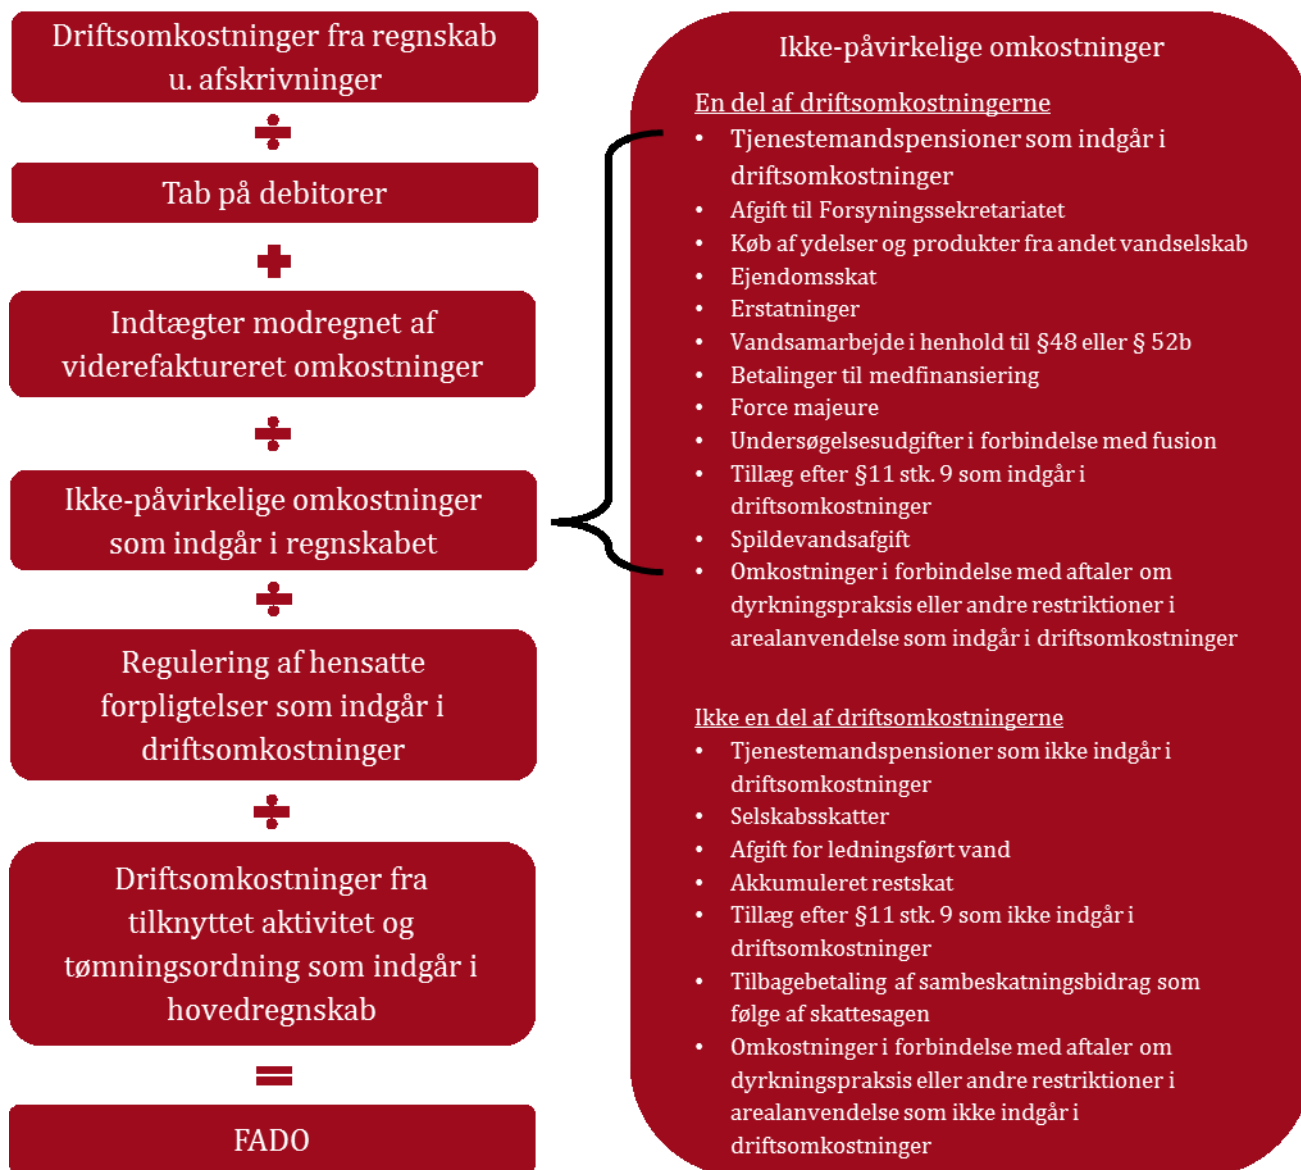 Driftsomkostninger fra regnskab
u. afskrivninger
÷
Tab på debitorer
+
Indtægter modregnet af
viderefaktureret omkostninger
÷
Ikke-påvirkelige omkostninger
som indgår i regnskabet
÷
Regulering af hensatte
forpligtelser som indgår i
driftsomkostninger
÷
Driftsomkostninger fra
tilknyttet aktivitet og
tømningsordning som indgår i
hovedregnskab
=
FADO
Ikke-påvirkelige omkostninger
En del af driftsomkostningerne
• Tjenestemandspensioner som indgår i
driftsomkostninger
• Afgift til Forsyningssekretariatet
• Køb af ydelser og produkter fra andet vandselskab
• Ejendomsskat
• Erstatninger
• Vandsamarbejde i henhold til §48 eller § 52b
• Betalinger til medfinansiering
• Force majeure
• Undersøgelsesudgifter i forbindelse med fusion
• Tillæg efter §11 stk. 9 som indgår i
driftsomkostninger
• Spildevandsafgift
• Omkostninger i forbindelse med aftaler om
dyrkningspraksis eller andre restriktioner i
arealanvendelse som indgår i driftsomkostninger
Ikke en del af driftsomkostningerne
• Tjenestemandspensioner som ikke indgår i
driftsomkostninger
• Selskabsskatter
• Afgift for ledningsført vand
• Akkumuleret restskat
• Tillæg efter §11 stk. 9 som ikke indgår i
driftsomkostninger
• Tilbagebetaling af sambeskatningsbidrag som
følge af skattesagen
• Omkostninger i forbindelse med aftaler om
dyrkningspraksis eller andre restriktioner i
arealanvendelse som ikke indgår i
driftsomkostninger